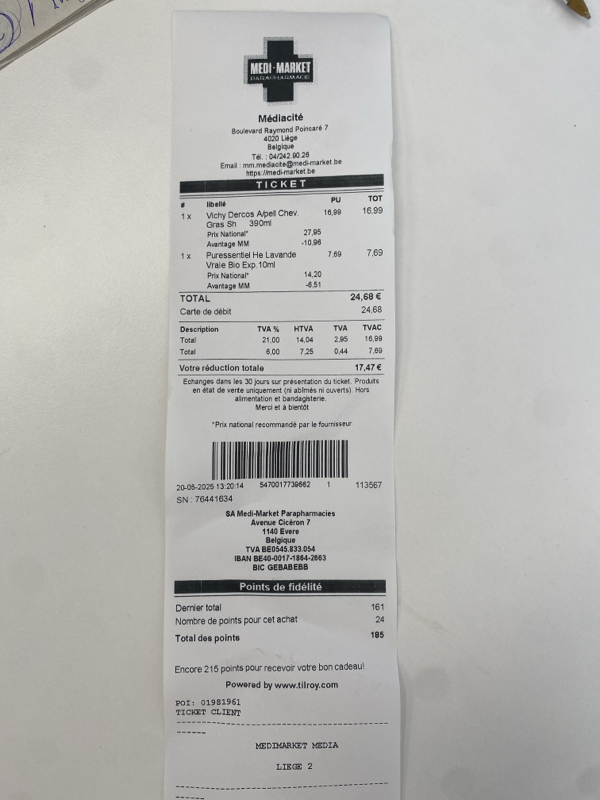 MEDI-MARKET
PARAPHARMACIE
Médiacité
Boulevard Raymond Poincaré 7
4020 Liège
Belgique
Tél. : 04/242.90.26
Email : mm.mediacite@medi-market.be
https://medi-market.be
TICKET
# libellé PU TOT
1 x Vichy Dercos A/pell Chev. 16,99 16,99
Gras Sh 390ml
Prix National* 27,95
Avantage MM -10,96
1 x Puressentiel He Lavande 7,69 7,69
Vraie Bio Exp.10ml
Prix National* 14,20
Avantage MM -6,51
TOTAL 24,68 €
Carte de débit 24,68
Description TVA % HTVA TVA TVAC
Total 21,00 14,04 2,95 16,99
Total 6,00 7,25 0,44 7,69
Votre réduction totale 17,47 €
Echanges dans les 30 jours sur présentation du ticket. Produits
en état de vente uniquement (ni abîmés ni ouverts). Hors
alimentation et bandagisterie.
Merci et à bientôt
*Prix national recommandé par le fournisseur
20-05-2025 13:20:14 5470017739662 1 113567
SN : 76441634
SA Medi-Market Parapharmacies
Avenue Cicéron 7
1140 Evere
Belgique
TVA BE0545.833.054
IBAN BE40-0017-1864-2663
BIC GEBABEBB
Points de fidélité
Dernier total 161
Nombre de points pour cet achat 24
Total des points 185
Encore 215 points pour recevoir votre bon cadeau!
Powered by www.tilroy.com
POI: 01981961
TICKET CLIENT
MEDIMARKET MEDIA
LIEGE 2